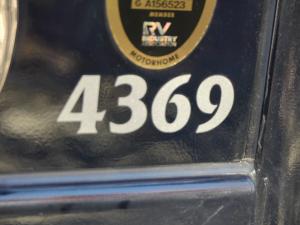 G A156523
MEMBER
RV
INDUSTRY
ASSOCIATION
MOTORHOME
4369